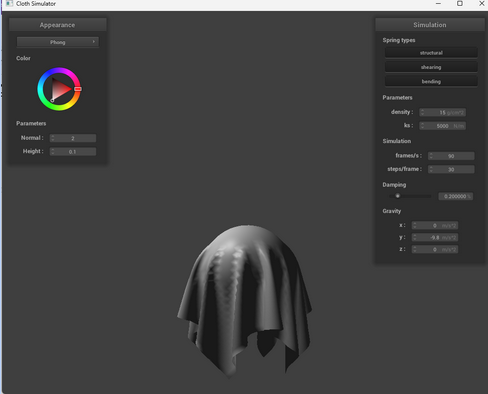 Cloth Simulator
Appearance
Phong
Color
Parameters
Normal : 2
Height : 0.1
Simulation
Spring types
structural
shearing
bending
Parameters
density : 15 g/cm^2
ks : 5000 N/m
Simulation
frames/s : 90
steps/frame : 30
Damping
0.200000 %
Gravity
x : 0 m/s^2
y : -9.8 m/s^2
z : 0 m/s^2